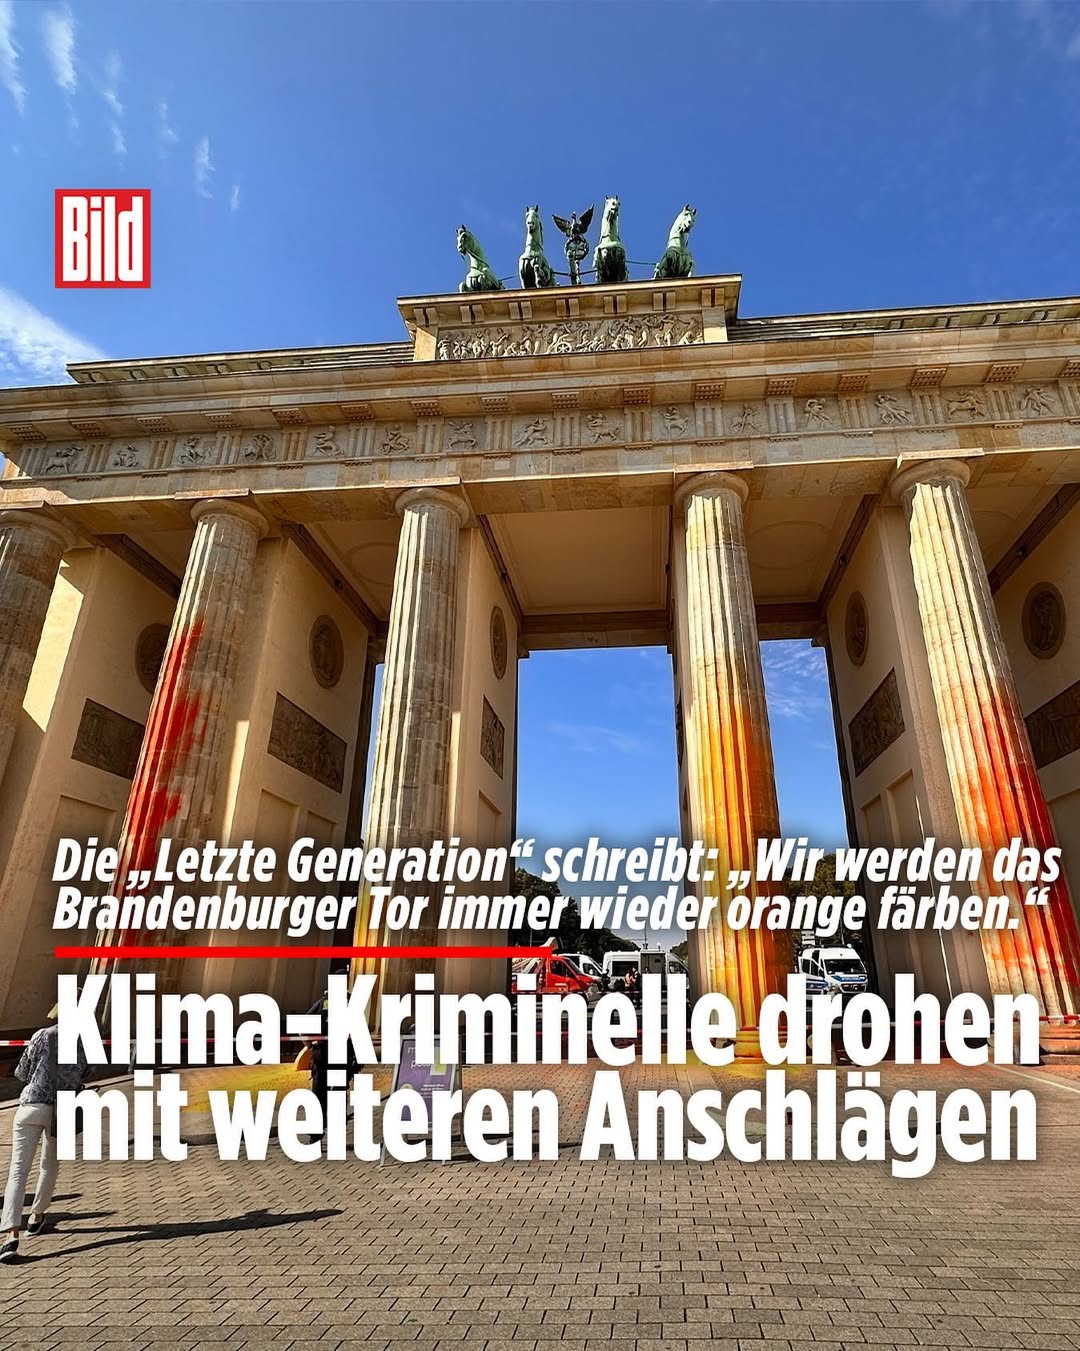 Bild
Die „Letzte Generation“ schreibt: „Wir werden das
Brandenburger Tor immer wieder orange färben.“
Klima-Kriminelle drohen
mit weiteren Anschlägen